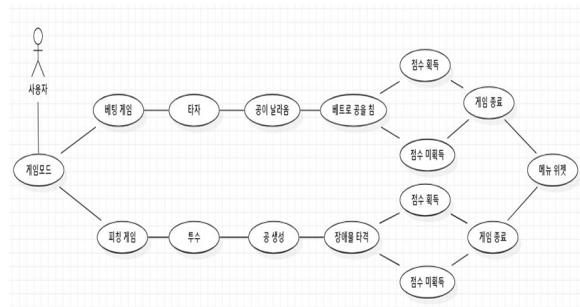 사용자
게임모드
베팅 게임
타자
공이 날라옴
베트로 공을 침
점수 획득
점수 미획득
게임 종료
피칭 게임
투수
공 생성
장애물 타격
점수 획득
점수 미획득
게임 종료
메뉴 위젯